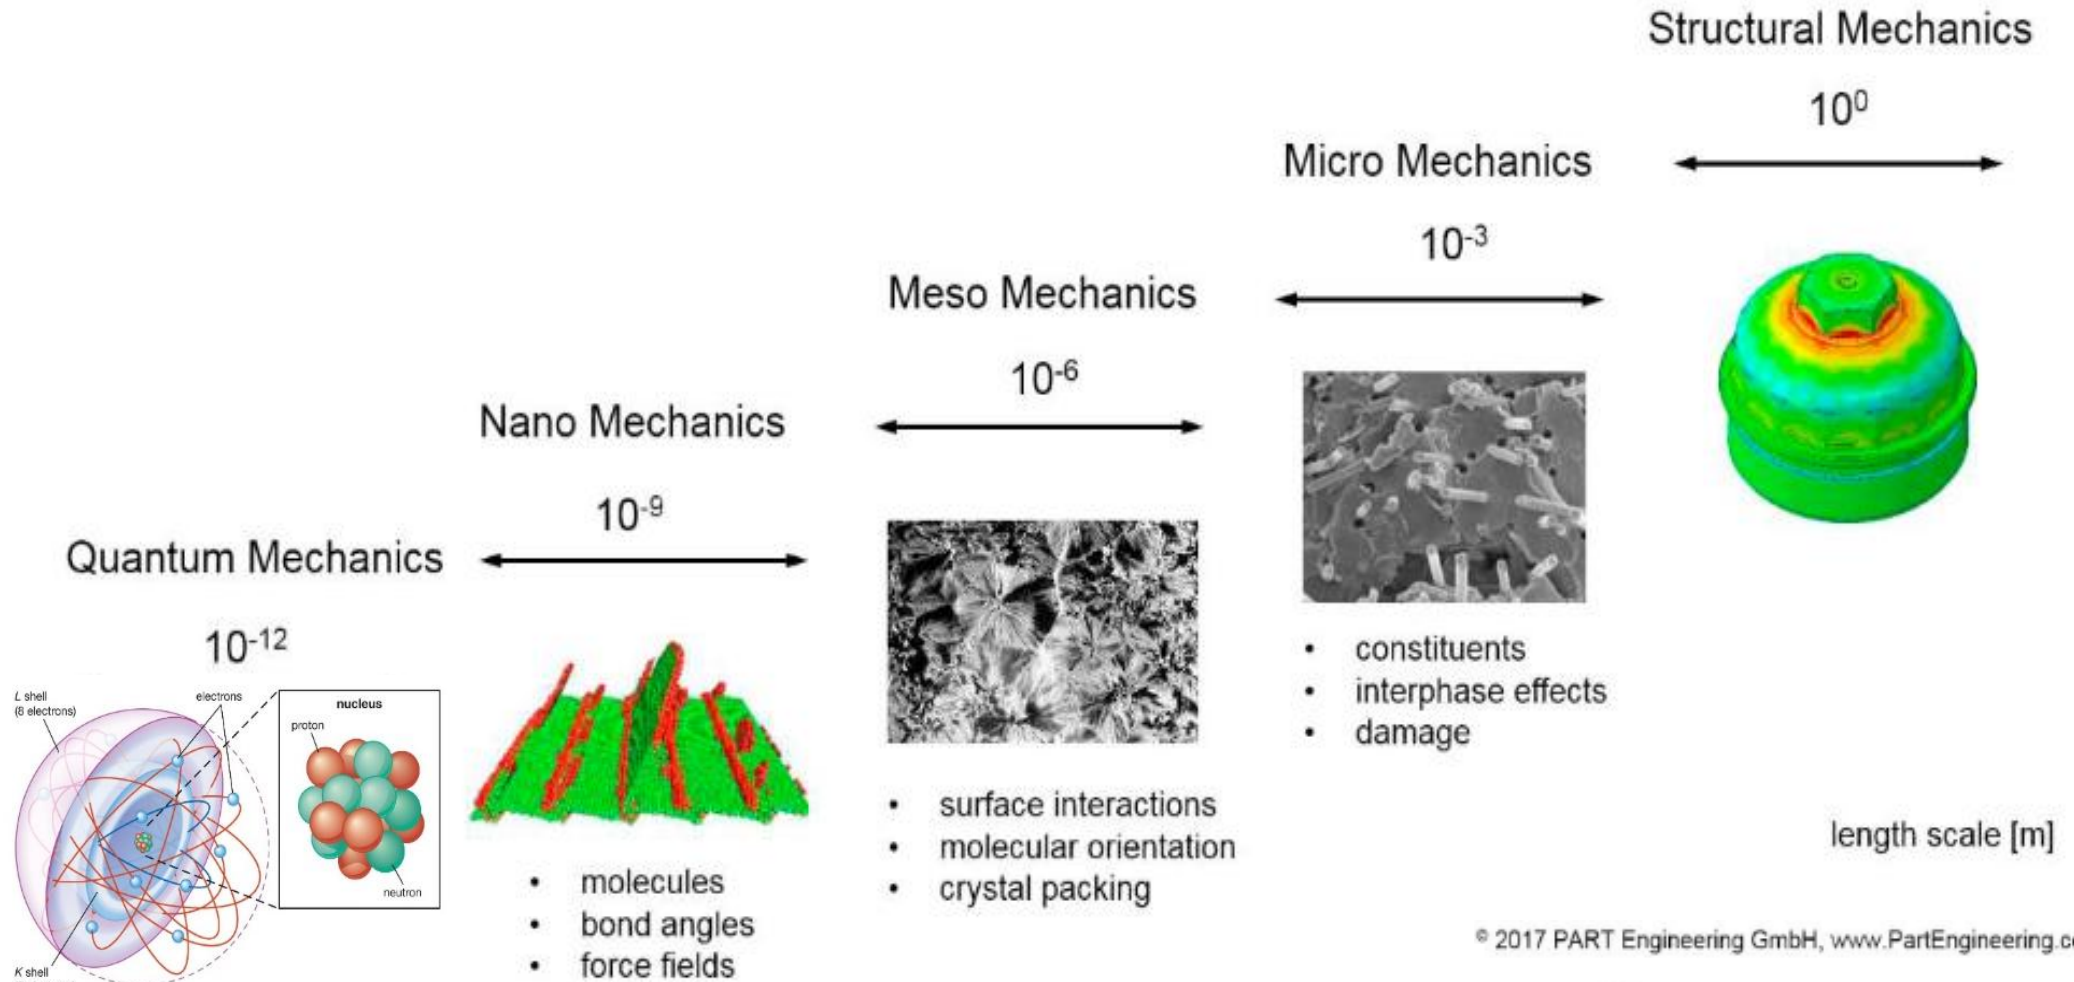 Structural Mechanics
10⁰
Micro Mechanics
10⁻³
Meso Mechanics
10⁻⁶
Nano Mechanics
10⁻⁹
Quantum Mechanics
10⁻¹²
L shell
(8 electrons)
electrons
nucleus
proton
neutron
K shell
• molecules
• bond angles
• force fields
• surface interactions
• molecular orientation
• crystal packing
• constituents
• interphase effects
• damage
length scale [m]
© 2017 PART Engineering GmbH, www.PartEngineering.co